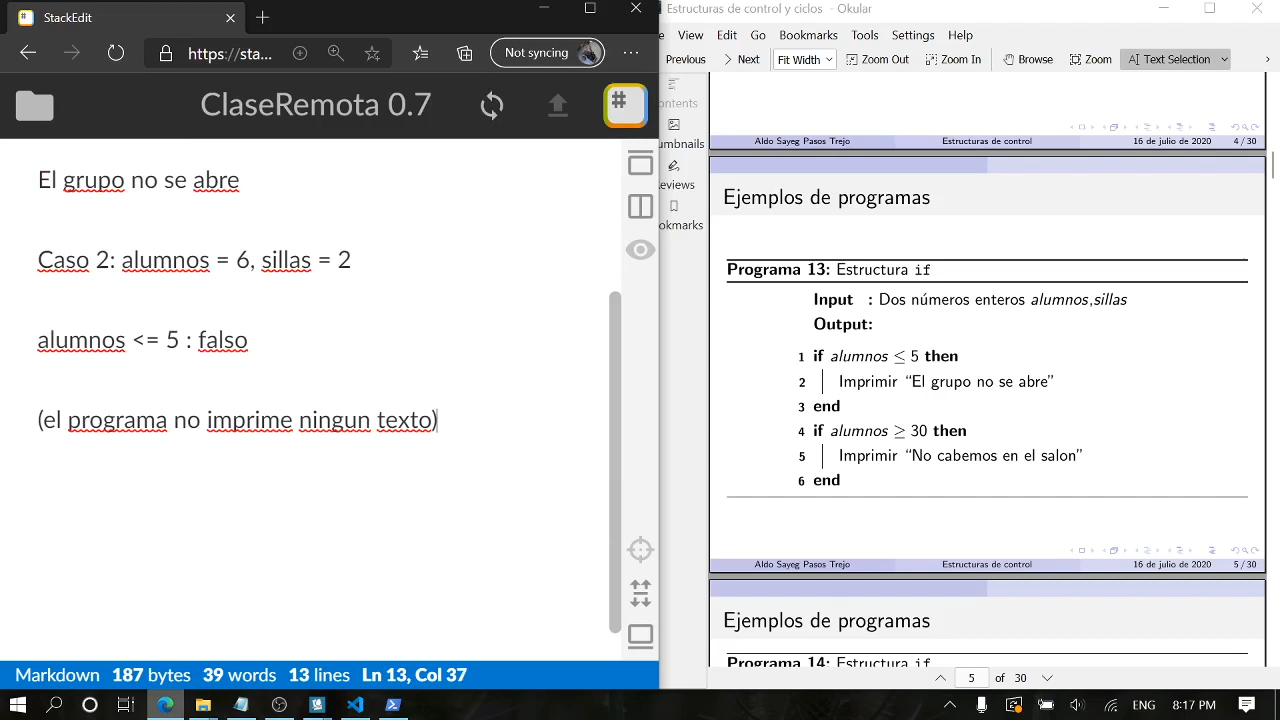 StackEdit
https://sta...
Not syncing
ClaseRemota 0.7
El grupo no se abre
Caso 2: alumnos = 6, sillas = 2
alumnos <= 5 : falso
(el programa no imprime ningun texto)
Markdown 187 bytes 39 words 13 lines Ln 13, Col 37
Estructuras de control y ciclos - Okular
e View Edit Go Bookmarks Tools Settings Help
Previous Next Fit Width Zoom Out Zoom In Browse Zoom Text Selection
ontents
umbnails
eviews
okmarks
Aldo Sayeg Pasos Trejo Estructuras de control 16 de julio de 2020 4 / 30
Ejemplos de programas
Programa 13: Estructura if
Input : Dos números enteros alumnos,sillas
Output:
1 if alumnos ≤ 5 then
2 Imprimir “El grupo no se abre”
3 end
4 if alumnos ≥ 30 then
5 Imprimir “No cabemos en el salon”
6 end
Aldo Sayeg Pasos Trejo Estructuras de control 16 de julio de 2020 5 / 30
Ejemplos de programas
Programa 14: Estructura if
5 of 30
ENG 8:17 PM